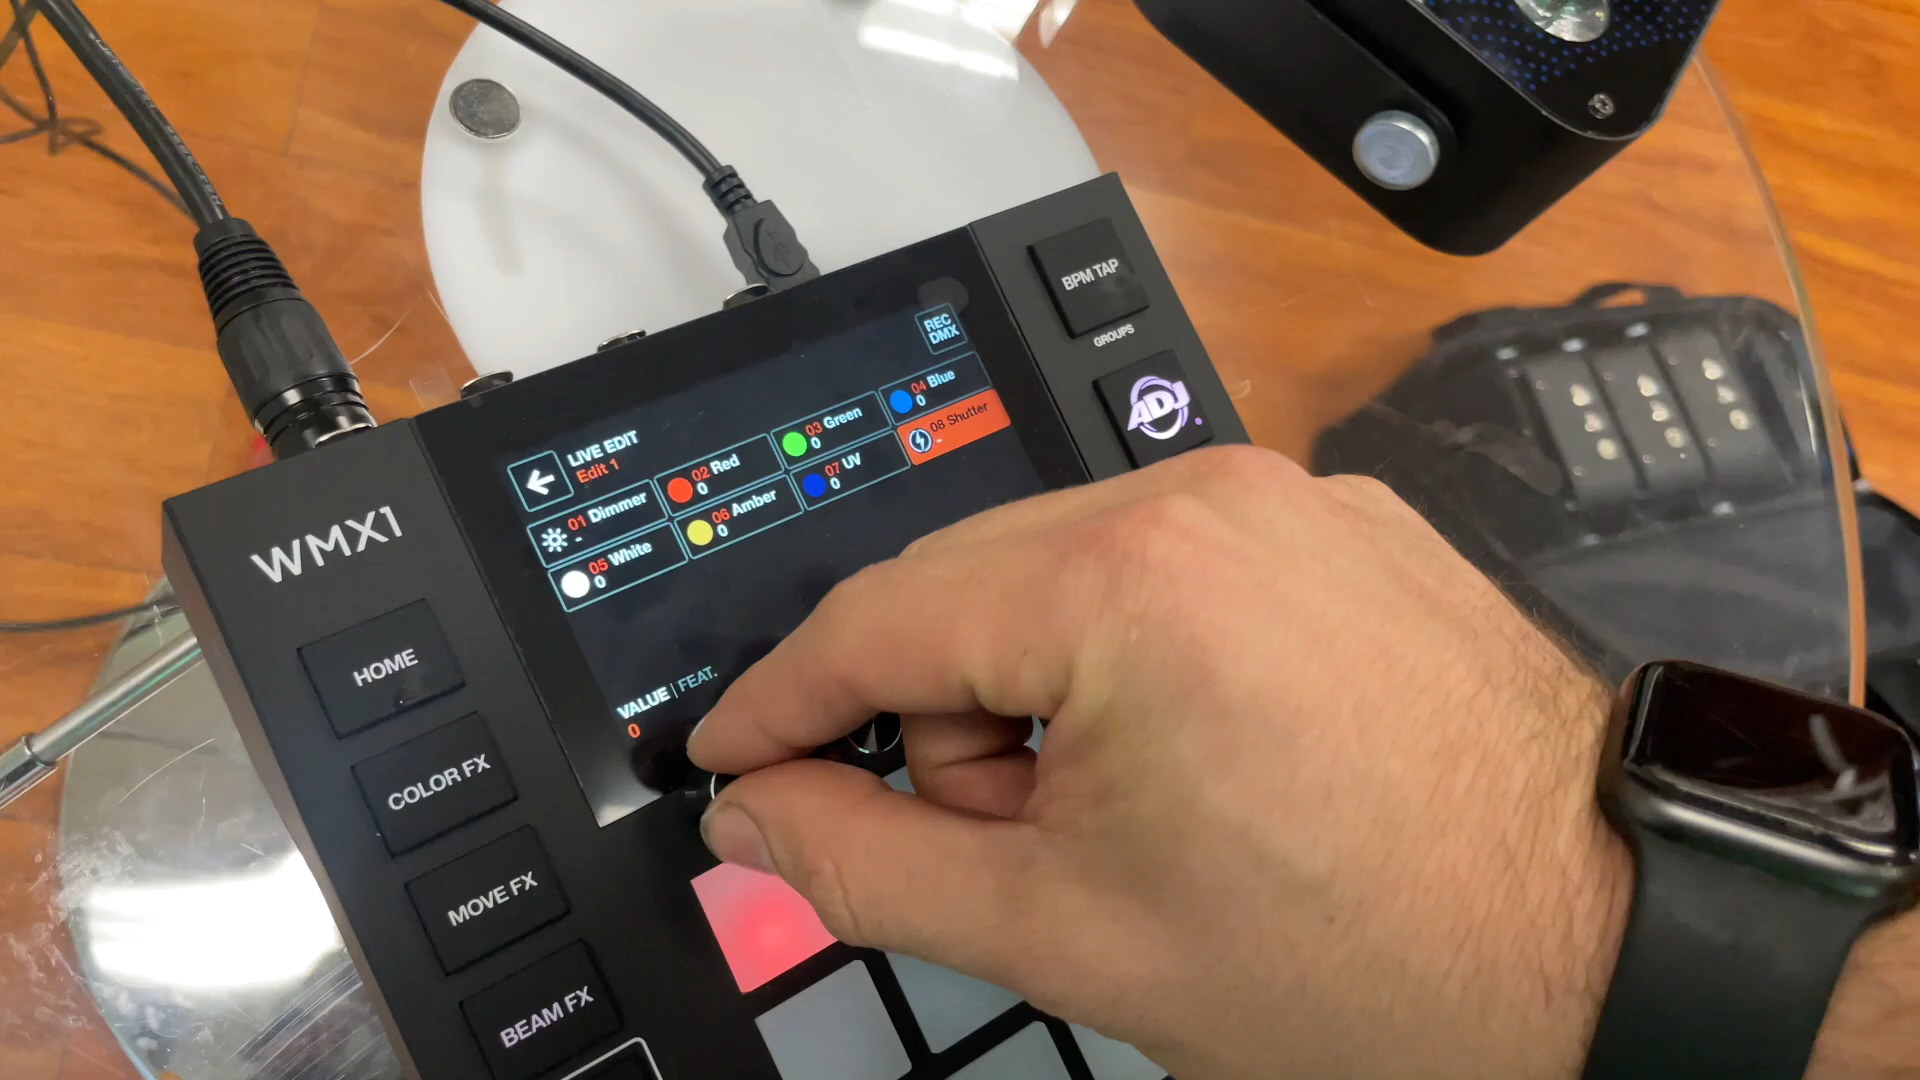 BPM TAP
GROUPS
ADJ
REC
DMX
LIVE EDIT
Edit 1
01 Dimmer
-
02 Red
0
03 Green
0
04 Blue
0
05 White
0
06 Amber
0
07 UV
0
08 Shutter
-
VALUE | FEAT.
0
WMX1
HOME
COLOR FX
MOVE FX
BEAM FX